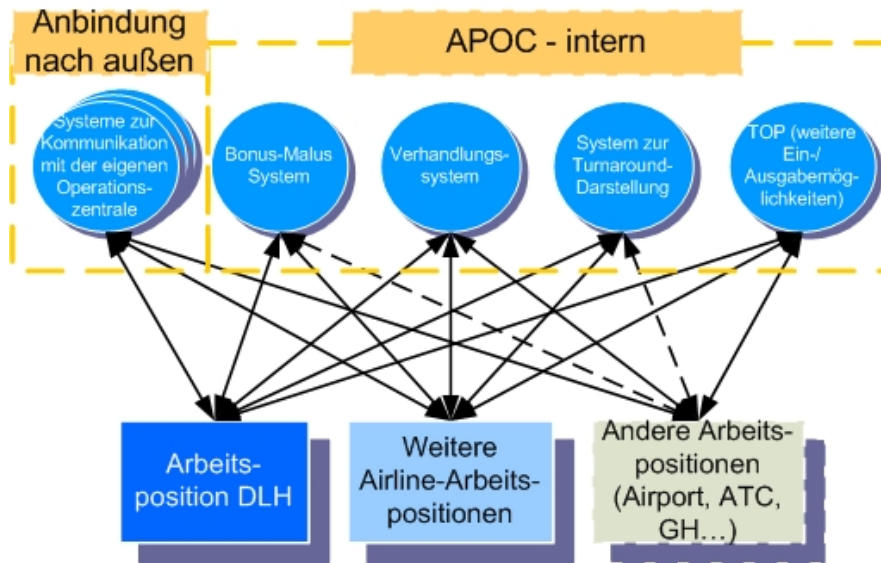 Anbindung
nach außen
APOC - intern
Systeme zur
Kommunikation
mit der eigenen
Operations-
zentrale
Bonus-Malus
System
Verhandlungs-
system
System zur
Turnaround-
Darstellung
TOP (weitere
Ein-/
Ausgabemög-
lichkeiten)
Arbeits-
position DLH
Weitere
Airline-Arbeits-
positionen
Andere Arbeits-
positionen
(Airport, ATC,
GH…)